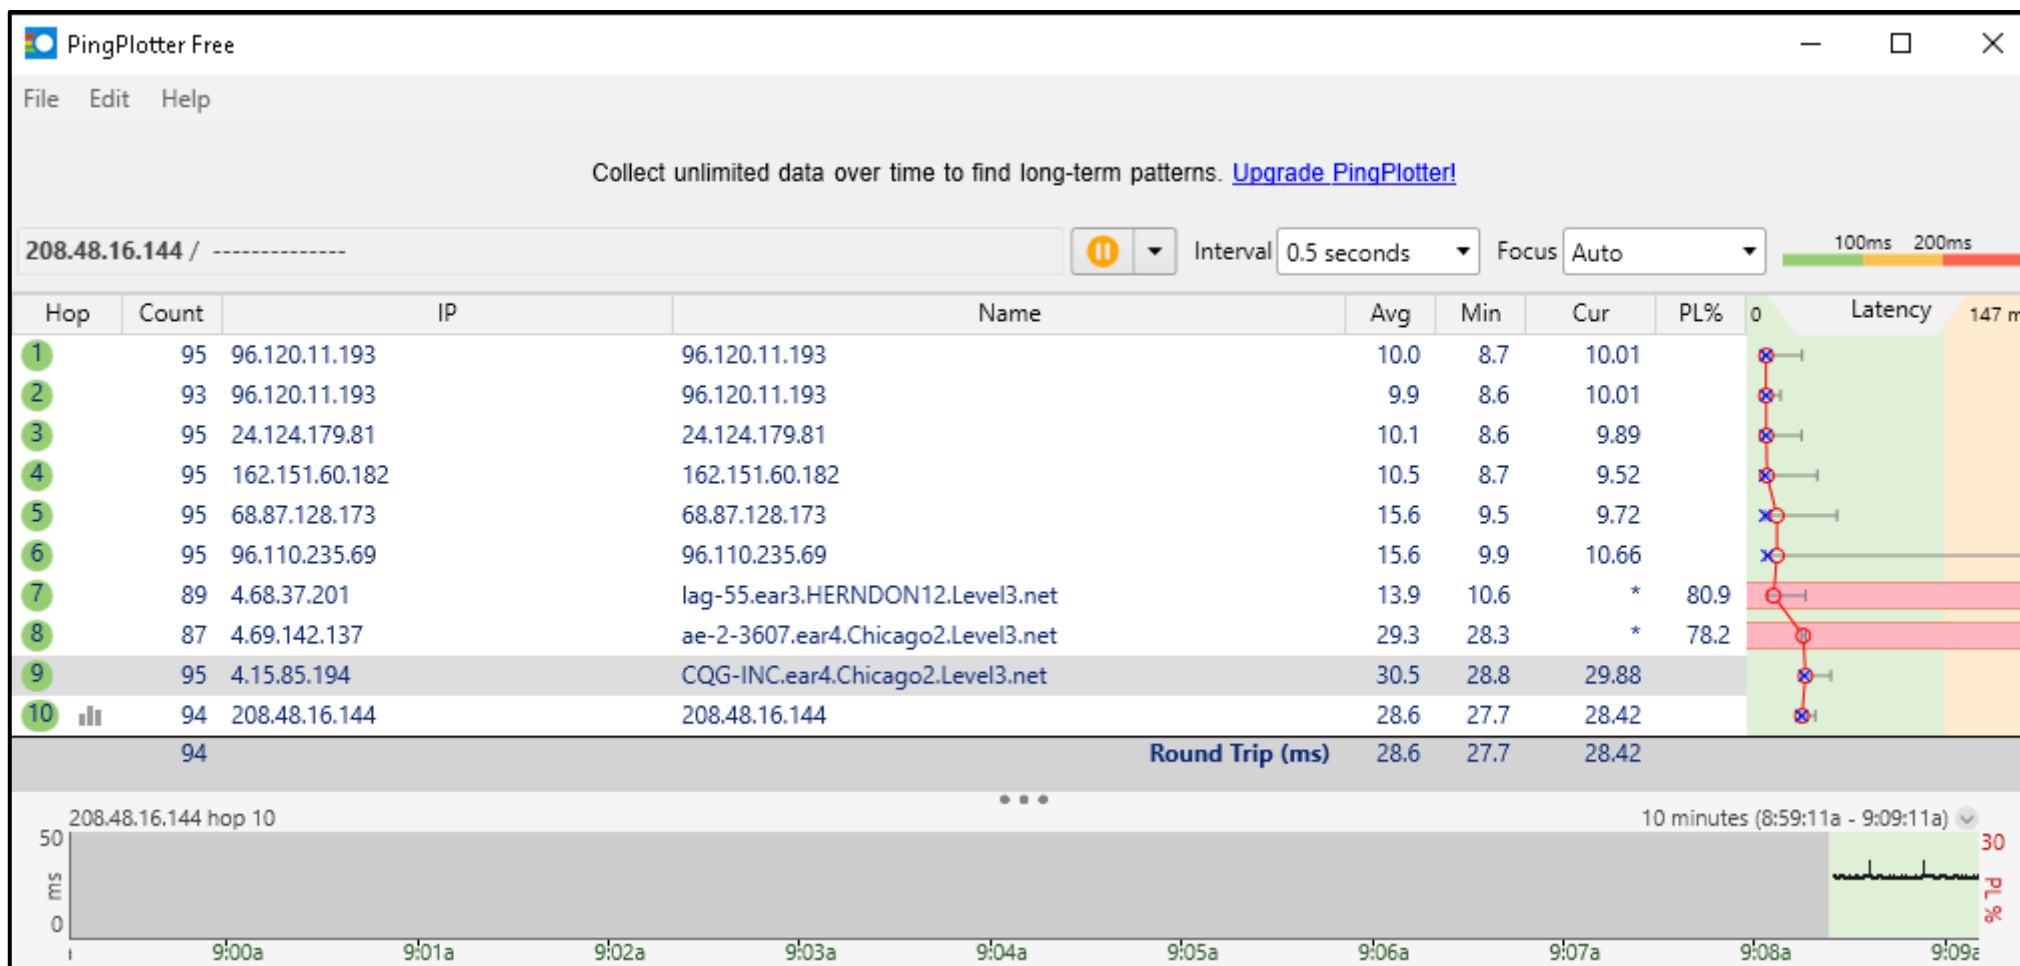 PingPlotter Free
File Edit Help
Collect unlimited data over time to find long-term patterns. Upgrade PingPlotter!
208.48.16.144 / -------------- Interval 0.5 seconds Focus Auto 100ms 200ms
Hop Count IP Name Avg Min Cur PL% 0 Latency 147 m
1 95 96.120.11.193 96.120.11.193 10.0 8.7 10.01
2 93 96.120.11.193 96.120.11.193 9.9 8.6 10.01
3 95 24.124.179.81 24.124.179.81 10.1 8.6 9.89
4 95 162.151.60.182 162.151.60.182 10.5 8.7 9.52
5 95 68.87.128.173 68.87.128.173 15.6 9.5 9.72
6 95 96.110.235.69 96.110.235.69 15.6 9.9 10.66
7 89 4.68.37.201 lag-55.ear3.HERNDON12.Level3.net 13.9 10.6 * 80.9
8 87 4.69.142.137 ae-2-3607.ear4.Chicago2.Level3.net 29.3 28.3 * 78.2
9 95 4.15.85.194 CQG-INC.ear4.Chicago2.Level3.net 30.5 28.8 29.88
10 94 208.48.16.144 208.48.16.144 28.6 27.7 28.42
94 Round Trip (ms) 28.6 27.7 28.42
208.48.16.144 hop 10 10 minutes (8:59:11a - 9:09:11a)
50 30
ms PL %
0
9:00a 9:01a 9:02a 9:03a 9:04a 9:05a 9:06a 9:07a 9:08a 9:09a